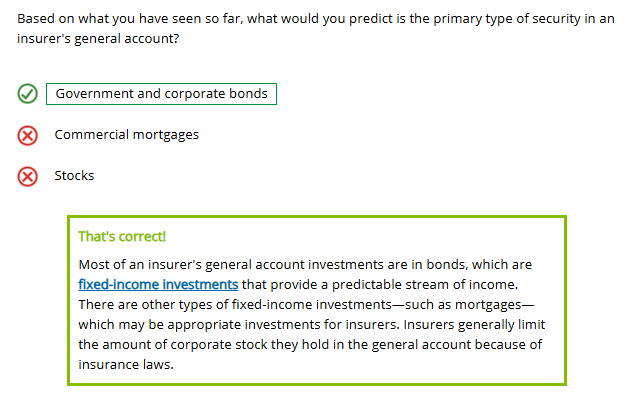 Based on what you have seen so far, what would you predict is the primary type of security in an
insurer's general account?
Government and corporate bonds
Commercial mortgages
Stocks
That's correct!
Most of an insurer's general account investments are in bonds, which are
fixed-income investments that provide a predictable stream of income.
There are other types of fixed-income investments—such as mortgages—
which may be appropriate investments for insurers. Insurers generally limit
the amount of corporate stock they hold in the general account because of
insurance laws.